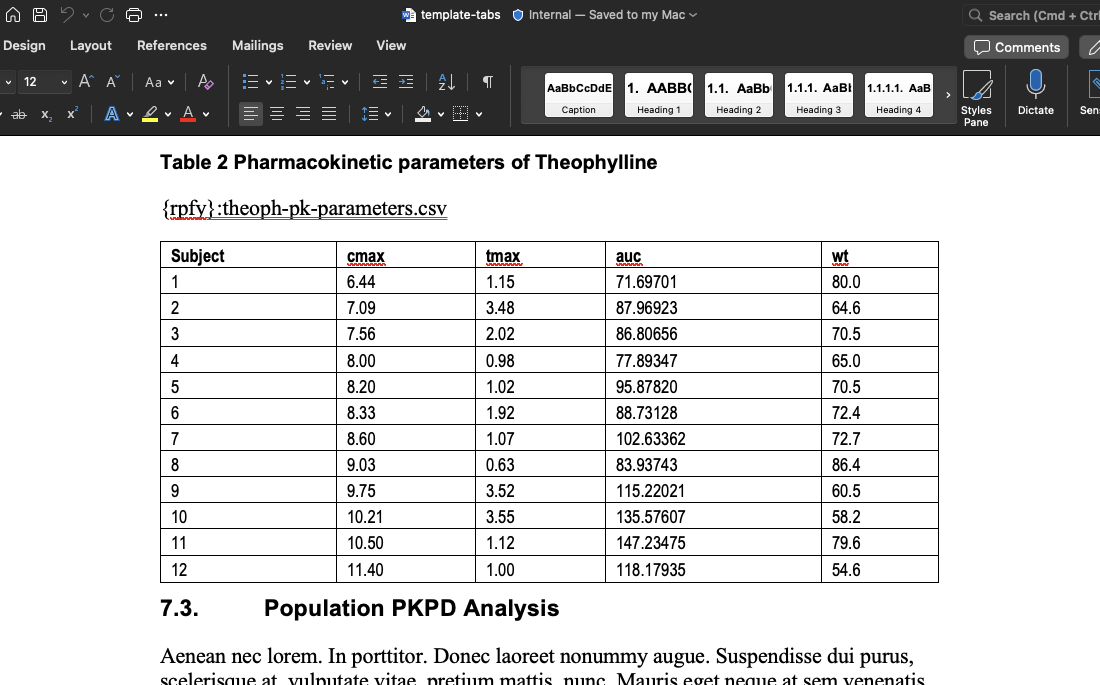 template-tabs Internal — Saved to my Mac
Search (Cmd + Ctrl
Design Layout References Mailings Review View
Comments
12 Aa
AaBbCcDdE 1. AABB 1.1. AaBb 1.1.1. AaB 1.1.1.1. AaB
Caption Heading 1 Heading 2 Heading 3 Heading 4
Styles Pane Dictate
Table 2 Pharmacokinetic parameters of Theophylline
{rpfy}:theoph-pk-parameters.csv
Subject cmax tmax auc wt
1 6.44 1.15 71.69701 80.0
2 7.09 3.48 87.96923 64.6
3 7.56 2.02 86.80656 70.5
4 8.00 0.98 77.89347 65.0
5 8.20 1.02 95.87820 70.5
6 8.33 1.92 88.73128 72.4
7 8.60 1.07 102.63362 72.7
8 9.03 0.63 83.93743 86.4
9 9.75 3.52 115.22021 60.5
10 10.21 3.55 135.57607 58.2
11 10.50 1.12 147.23475 79.6
12 11.40 1.00 118.17935 54.6
7.3. Population PKPD Analysis
Aenean nec lorem. In porttitor. Donec laoreet nonummy augue. Suspendisse dui purus,
scelerisque at, vulputate vitae, pretium mattis, nunc. Mauris eget neque at sem venenatis